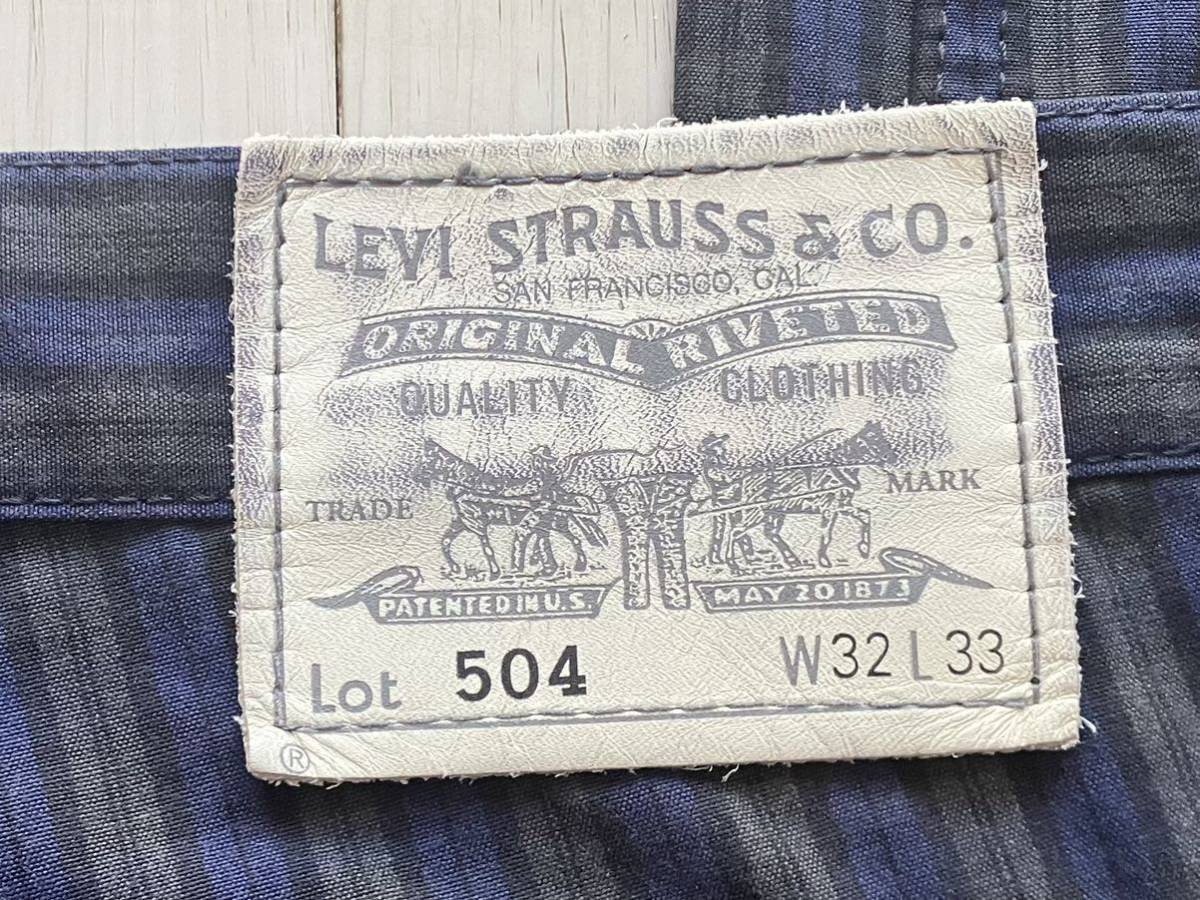 LEVI STRAUSS & CO.
SAN FRANCISCO, CAL.
ORIGINAL RIVETED
QUALITY CLOTHING
TRADE MARK
PATENTED IN U.S. MAY 20 1873
Lot 504 W32 L33
®